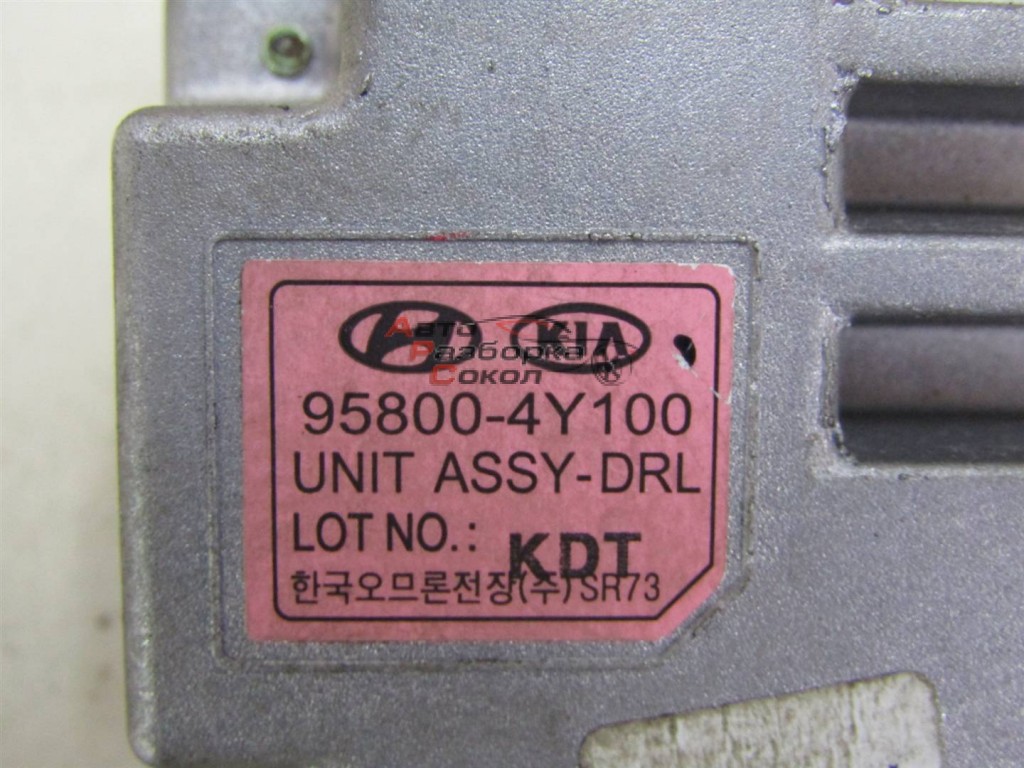 KIA
Авто
Разборка
Сокол
95800-4Y100
UNIT ASSY-DRL
LOT NO.: KDT
한국오므론전장(주) SR73